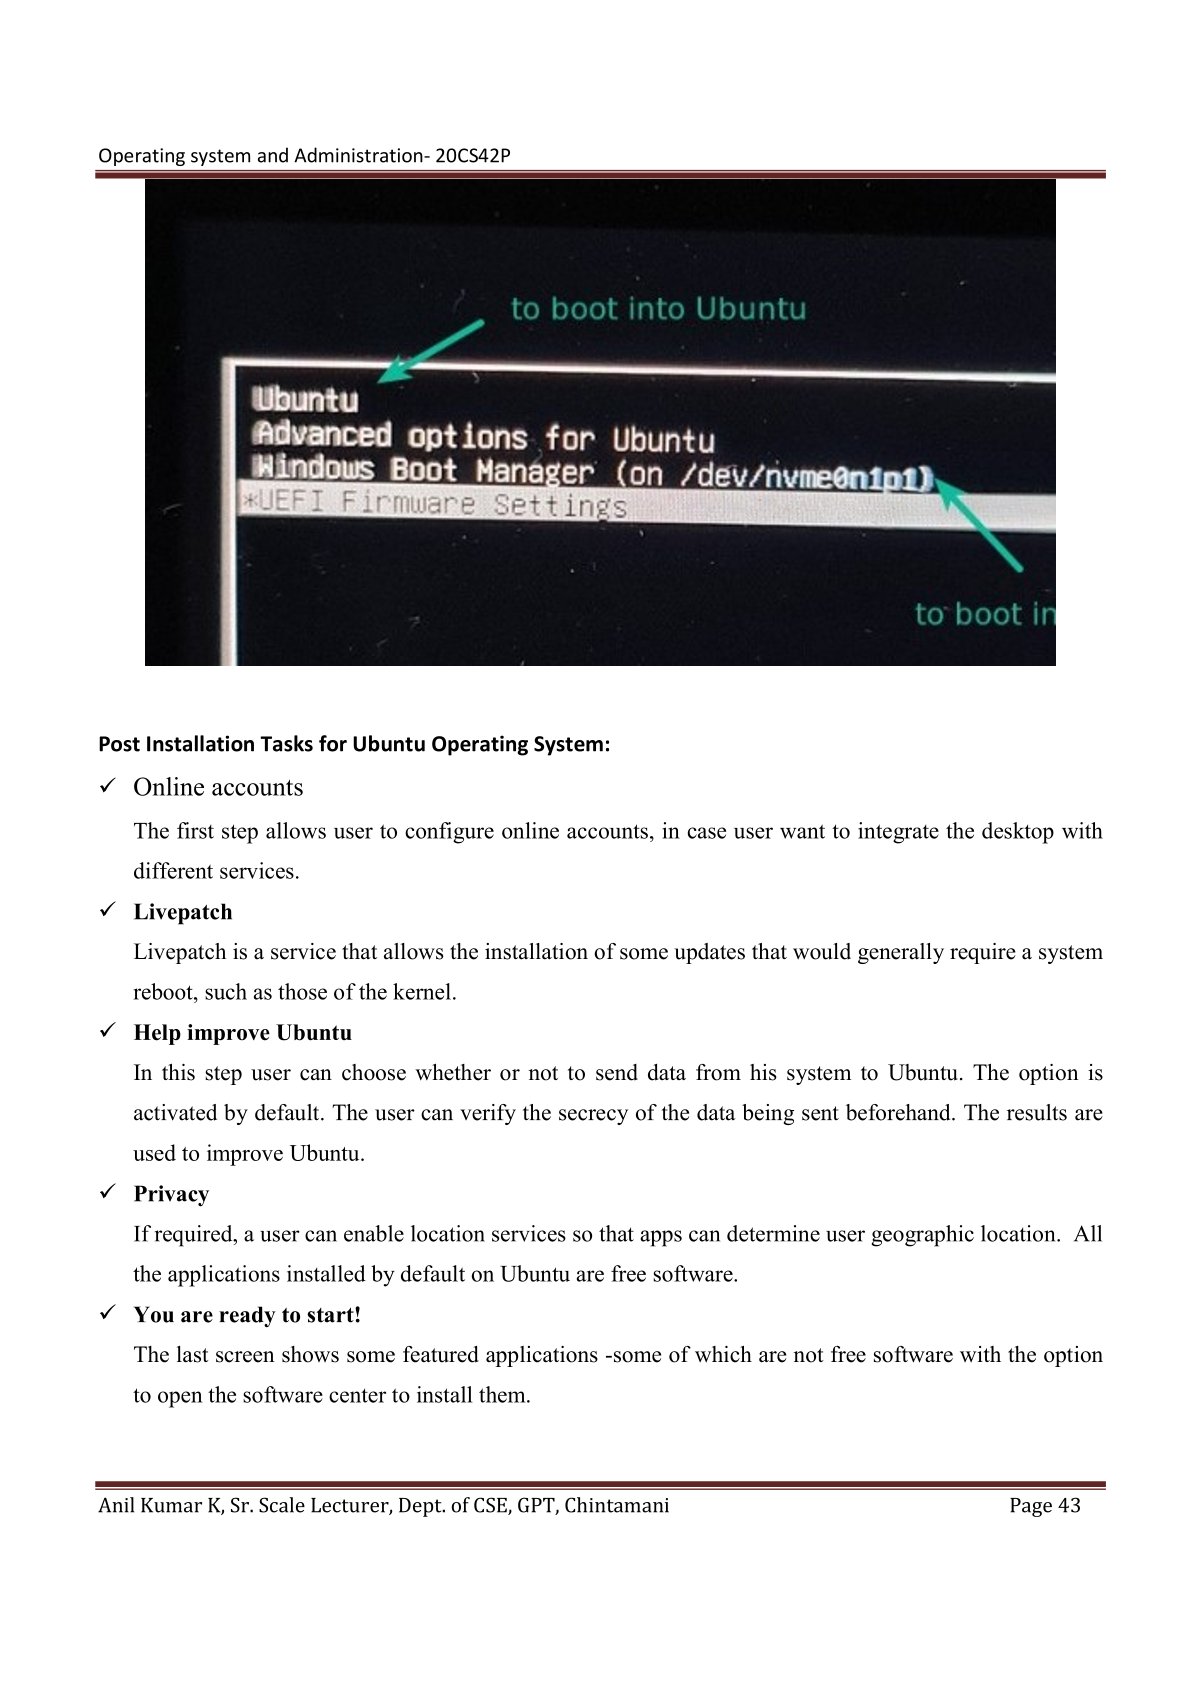 Operating system and Administration- 20CS42P
to boot into Ubuntu
Ubuntu
Advanced options for Ubuntu
Windows Boot Manager (on /dev/nvme0n1p1)
*UEFI Firmware Settings
to boot in
Post Installation Tasks for Ubuntu Operating System:
✓ Online accounts
The first step allows user to configure online accounts, in case user want to integrate the desktop with
different services.
✓ Livepatch
Livepatch is a service that allows the installation of some updates that would generally require a system
reboot, such as those of the kernel.
✓ Help improve Ubuntu
In this step user can choose whether or not to send data from his system to Ubuntu. The option is
activated by default. The user can verify the secrecy of the data being sent beforehand. The results are
used to improve Ubuntu.
✓ Privacy
If required, a user can enable location services so that apps can determine user geographic location.  All
the applications installed by default on Ubuntu are free software.
✓ You are ready to start!
The last screen shows some featured applications -some of which are not free software with the option
to open the software center to install them.
Anil Kumar K, Sr. Scale Lecturer, Dept. of CSE, GPT, Chintamani Page 43